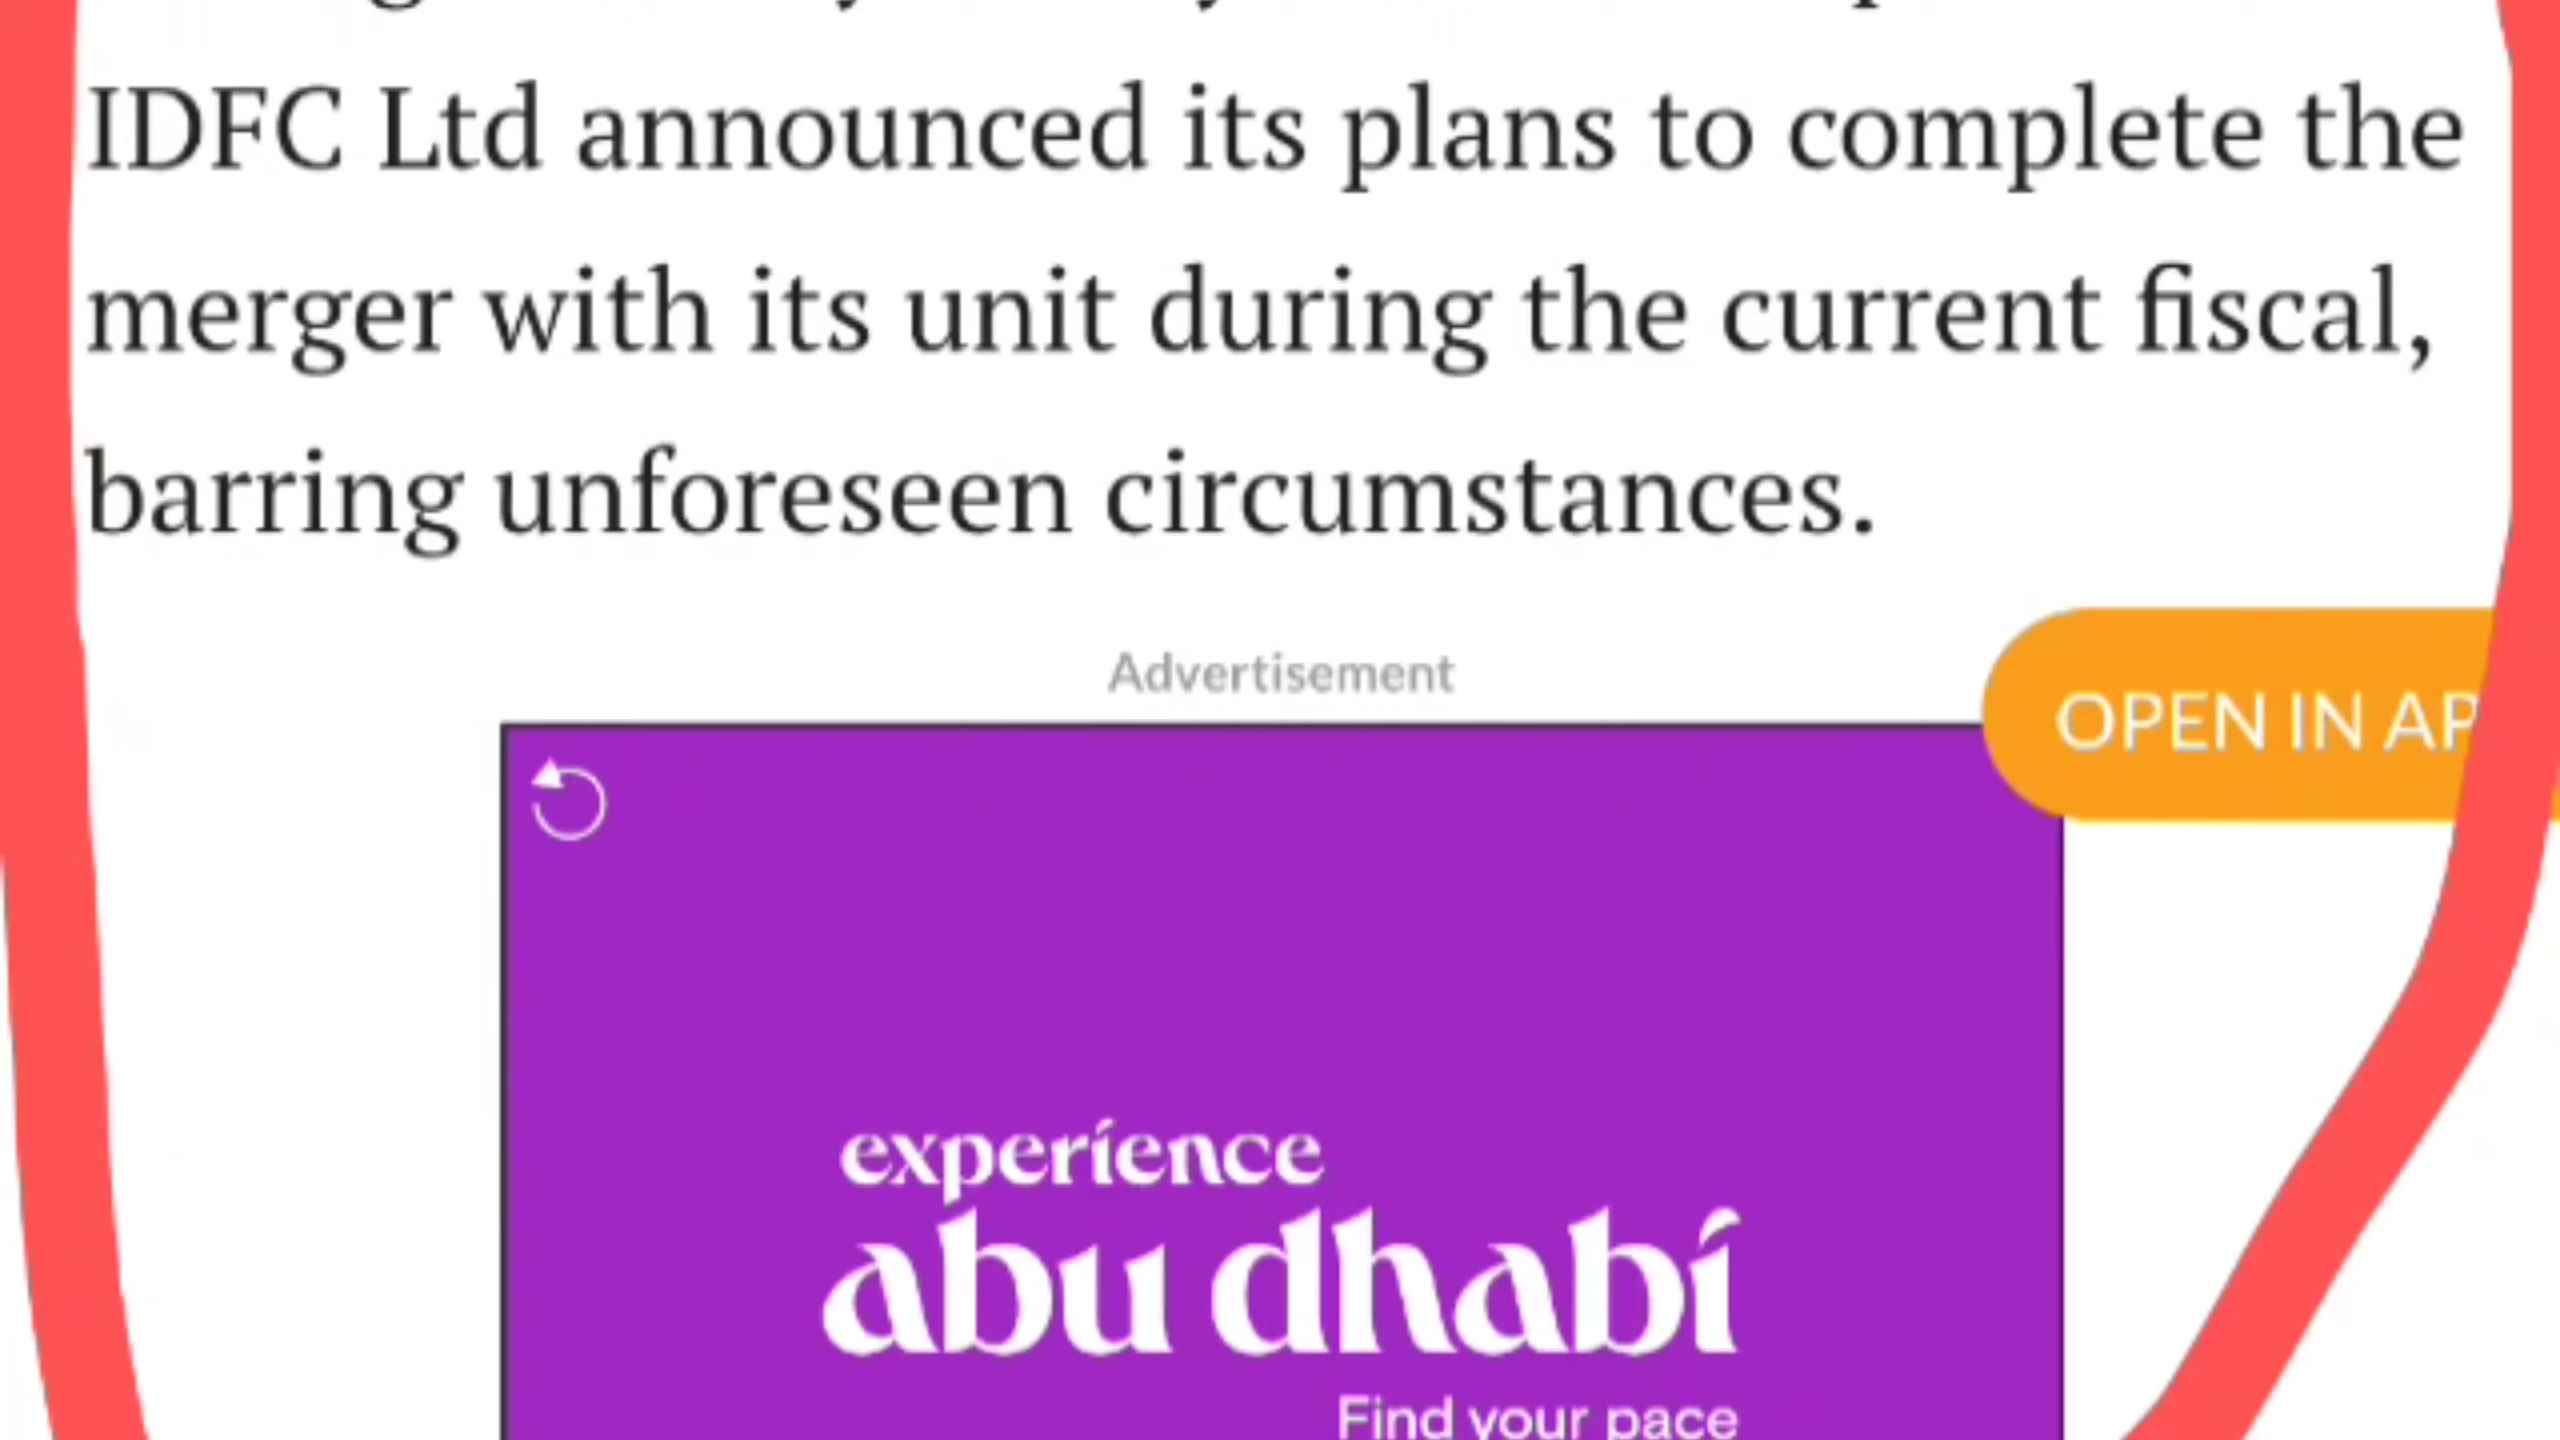 IDFC Ltd announced its plans to complete the
merger with its unit during the current fiscal,
barring unforeseen circumstances.
Advertisement
OPEN IN AP
experience
abu dhabi
Find your pace